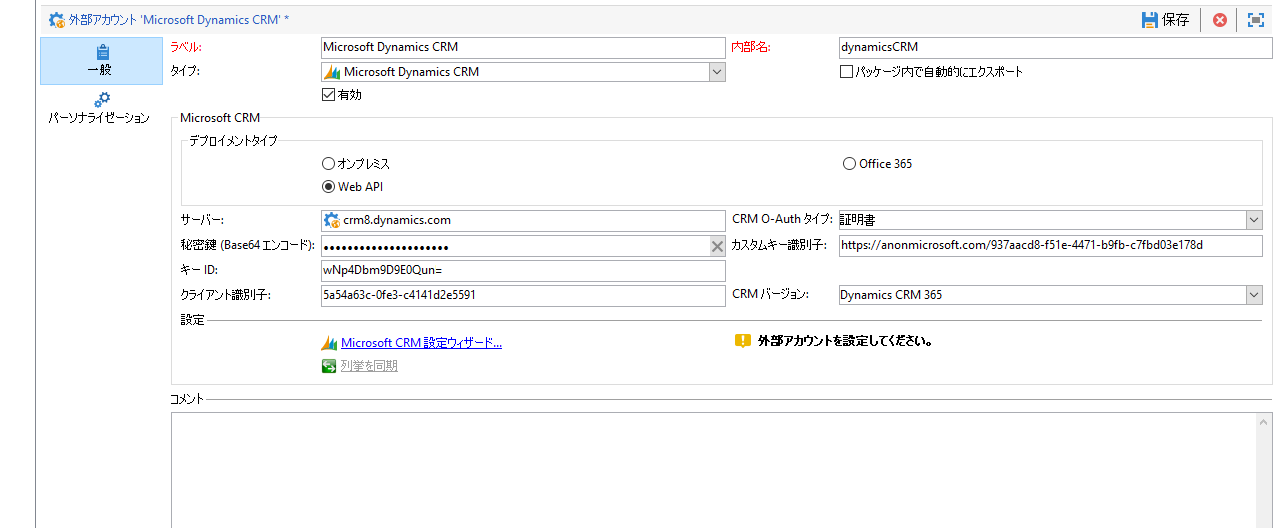 外部アカウント 'Microsoft Dynamics CRM' *
保存
一般
パーソナライゼーション
ラベル: Microsoft Dynamics CRM 内部名: dynamicsCRM
タイプ: Microsoft Dynamics CRM パッケージ内で自動的にエクスポート
有効
Microsoft CRM
デプロイメントタイプ
オンプレミス Office 365
Web API
サーバー: crm8.dynamics.com CRM O-Auth タイプ: 証明書
秘密鍵 (Base64 エンコード): ••••••••••••••••••••• カスタムキー識別子: https://anonmicrosoft.com/937aacd8-f51e-4471-b9fb-c7fbd03e178d
キー ID: wNp4Dbm9D9E0Qun=
クライアント識別子: 5a54a63c-0fe3-c4141d2e5591 CRM バージョン: Dynamics CRM 365
設定
Microsoft CRM 設定ウィザード... 外部アカウントを設定してください。
列挙を同期
コメント